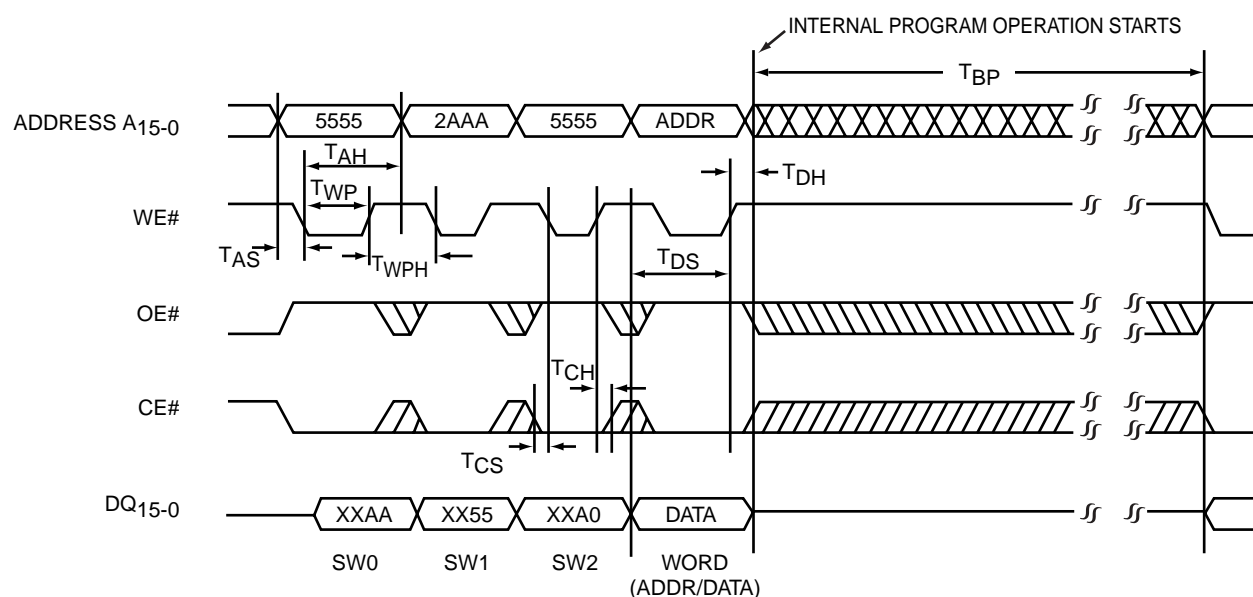 INTERNAL PROGRAM OPERATION STARTS
TBP
ADDRESS A15-0
5555
2AAA
5555
ADDR
TAH
TDH
TWP
WE#
TAS
TWPH
TDS
OE#
TCH
CE#
TCS
DQ15-0
XXAA
XX55
XXA0
DATA
SW0
SW1
SW2
WORD
(ADDR/DATA)